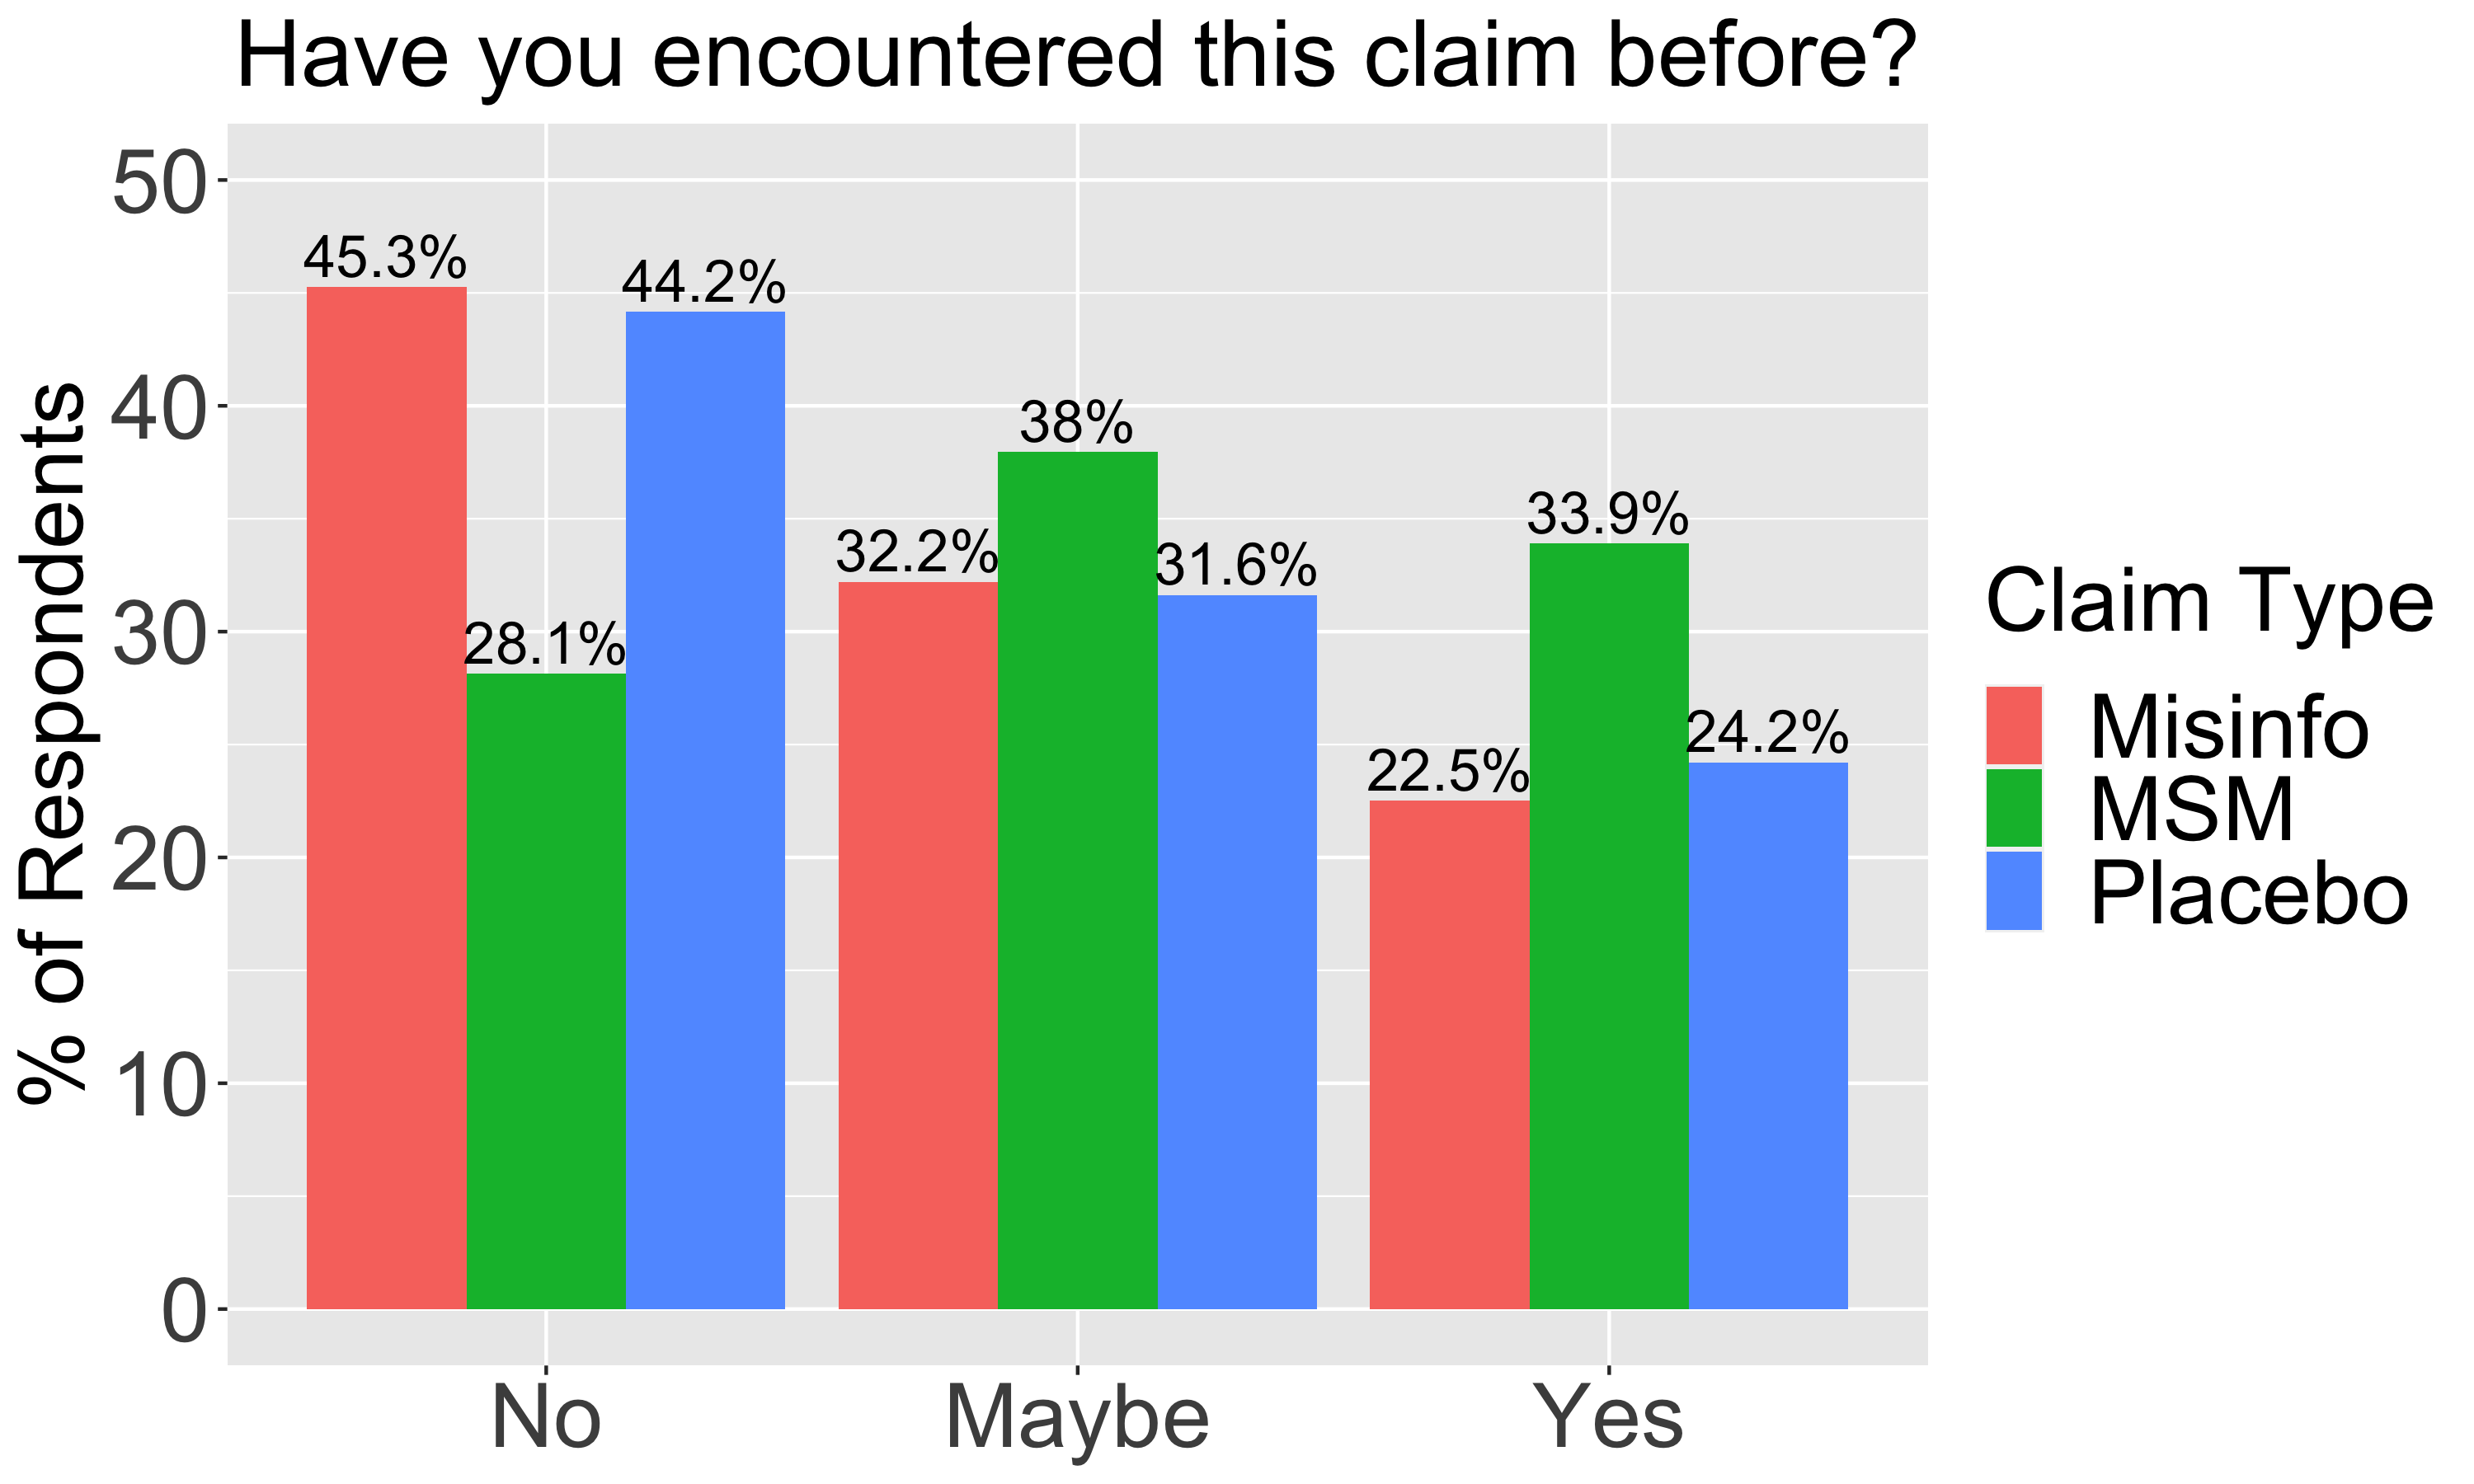 Have you encountered this claim before?
% of Respondents
50
40
30
20
10
0
45.3%
28.1%
44.2%
32.2%
38%
31.6%
22.5%
33.9%
24.2%
No
Maybe
Yes
Claim Type
Misinfo
MSM
Placebo